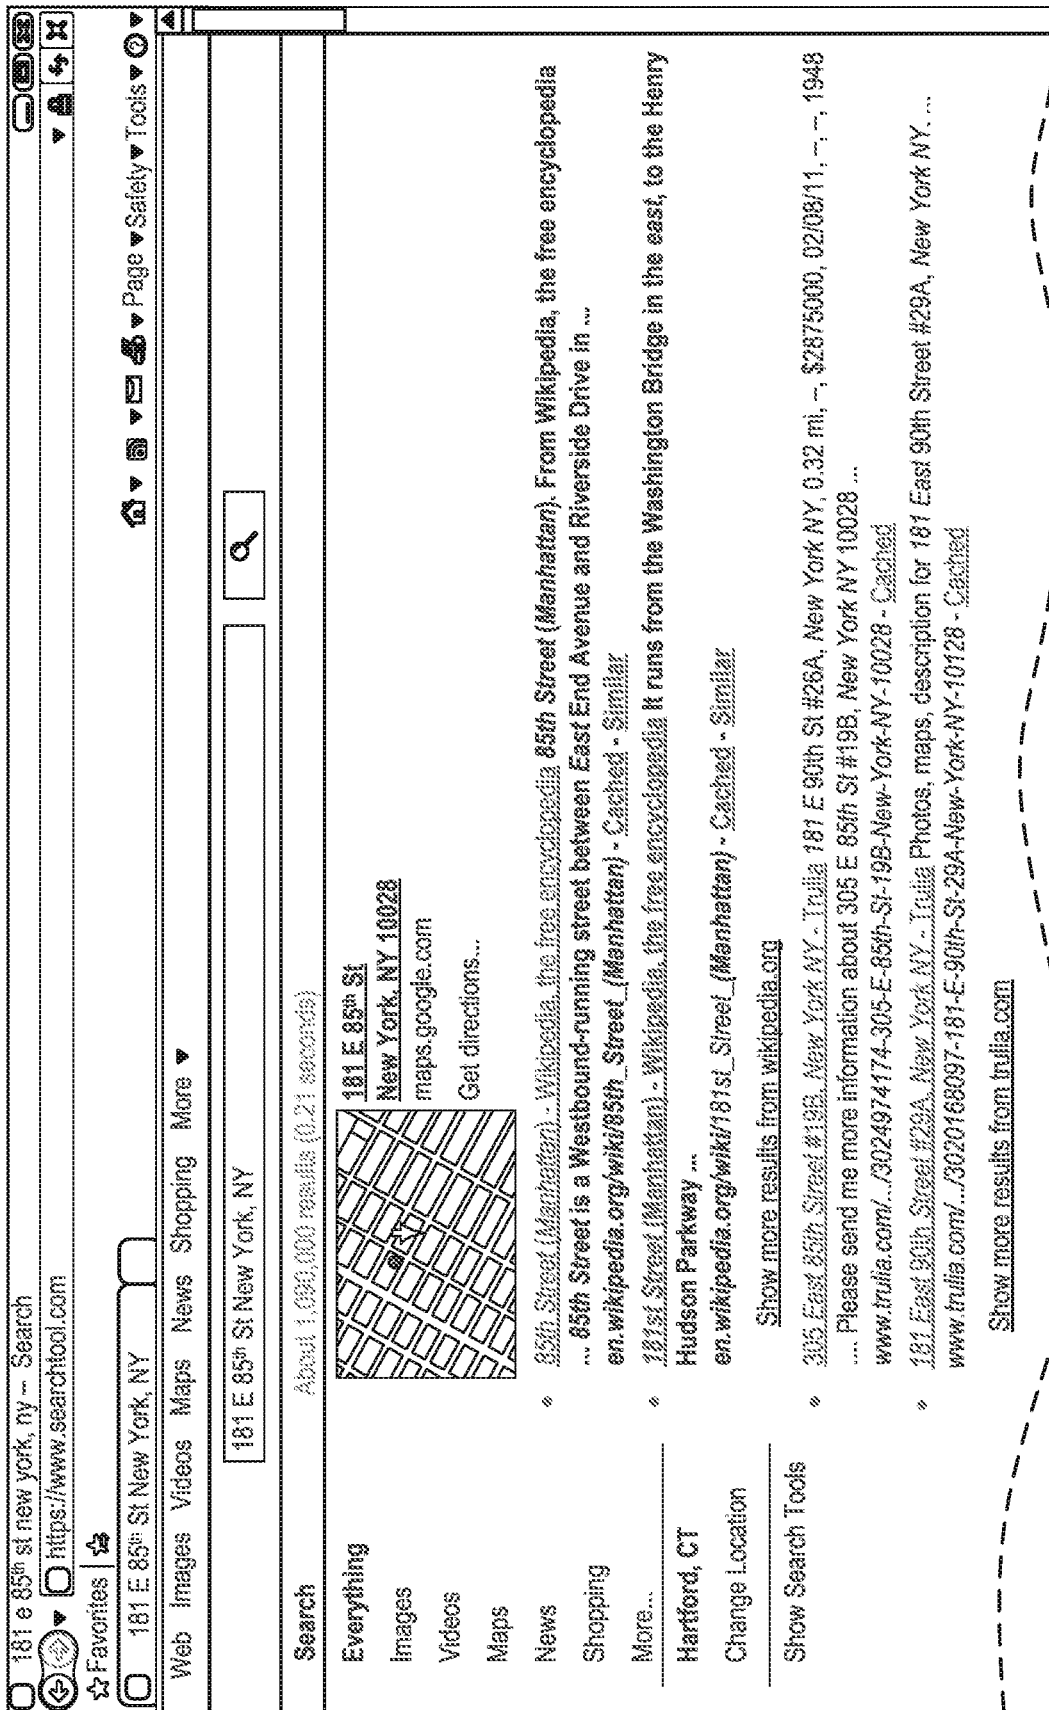 181 e 85th st new york, ny – Search
https://www.searchtool.com
Favorites
181 E 85th St New York, NY
Page Safety Tools
Web Images Videos Maps News Shopping More
181 E 85th St New York, NY
Search
About 1,090,000 results (0.21 seconds)
Everything
Images
Videos
Maps
News
Shopping
More...
Hartford, CT
Change Location
Show Search Tools
181 E 85th St
New York, NY 10028
maps.google.com
Get directions...
85th Street (Manhattan) - Wikipedia, the free encyclopedia 85th Street (Manhattan). From Wikipedia, the free encyclopedia
... 85th Street is a Westbound-running street between East End Avenue and Riverside Drive in ...
en.wikipedia.org/wiki/85th_Street_(Manhattan) - Cached - Similar
181st Street (Manhattan) - Wikipedia, the free encyclopedia It runs from the Washington Bridge in the east, to the Henry
Hudson Parkway ...
en.wikipedia.org/wiki/181st_Street_(Manhattan) - Cached - Similar
Show more results from wikipedia.org
305 East 85th Street #19B, New York NY - Trulia 181 E 90th St #26A, New York NY, 0.32 mi, --, $2875000, 02/08/11, --, --, 1948
.... Please send me more information about 305 E 85th St #19B, New York NY 10028 ...
www.trulia.com/.../3024974174-305-E-85th-St-19B-New-York-NY-10028 - Cached
181 East 90th Street #29A, New York NY - Trulia Photos, maps, description for 181 East 90th Street #29A, New York NY. ...
www.trulia.com/.../3020168097-181-E-90th-St-29A-New-York-NY-10128 - Cached
Show more results from trulia.com